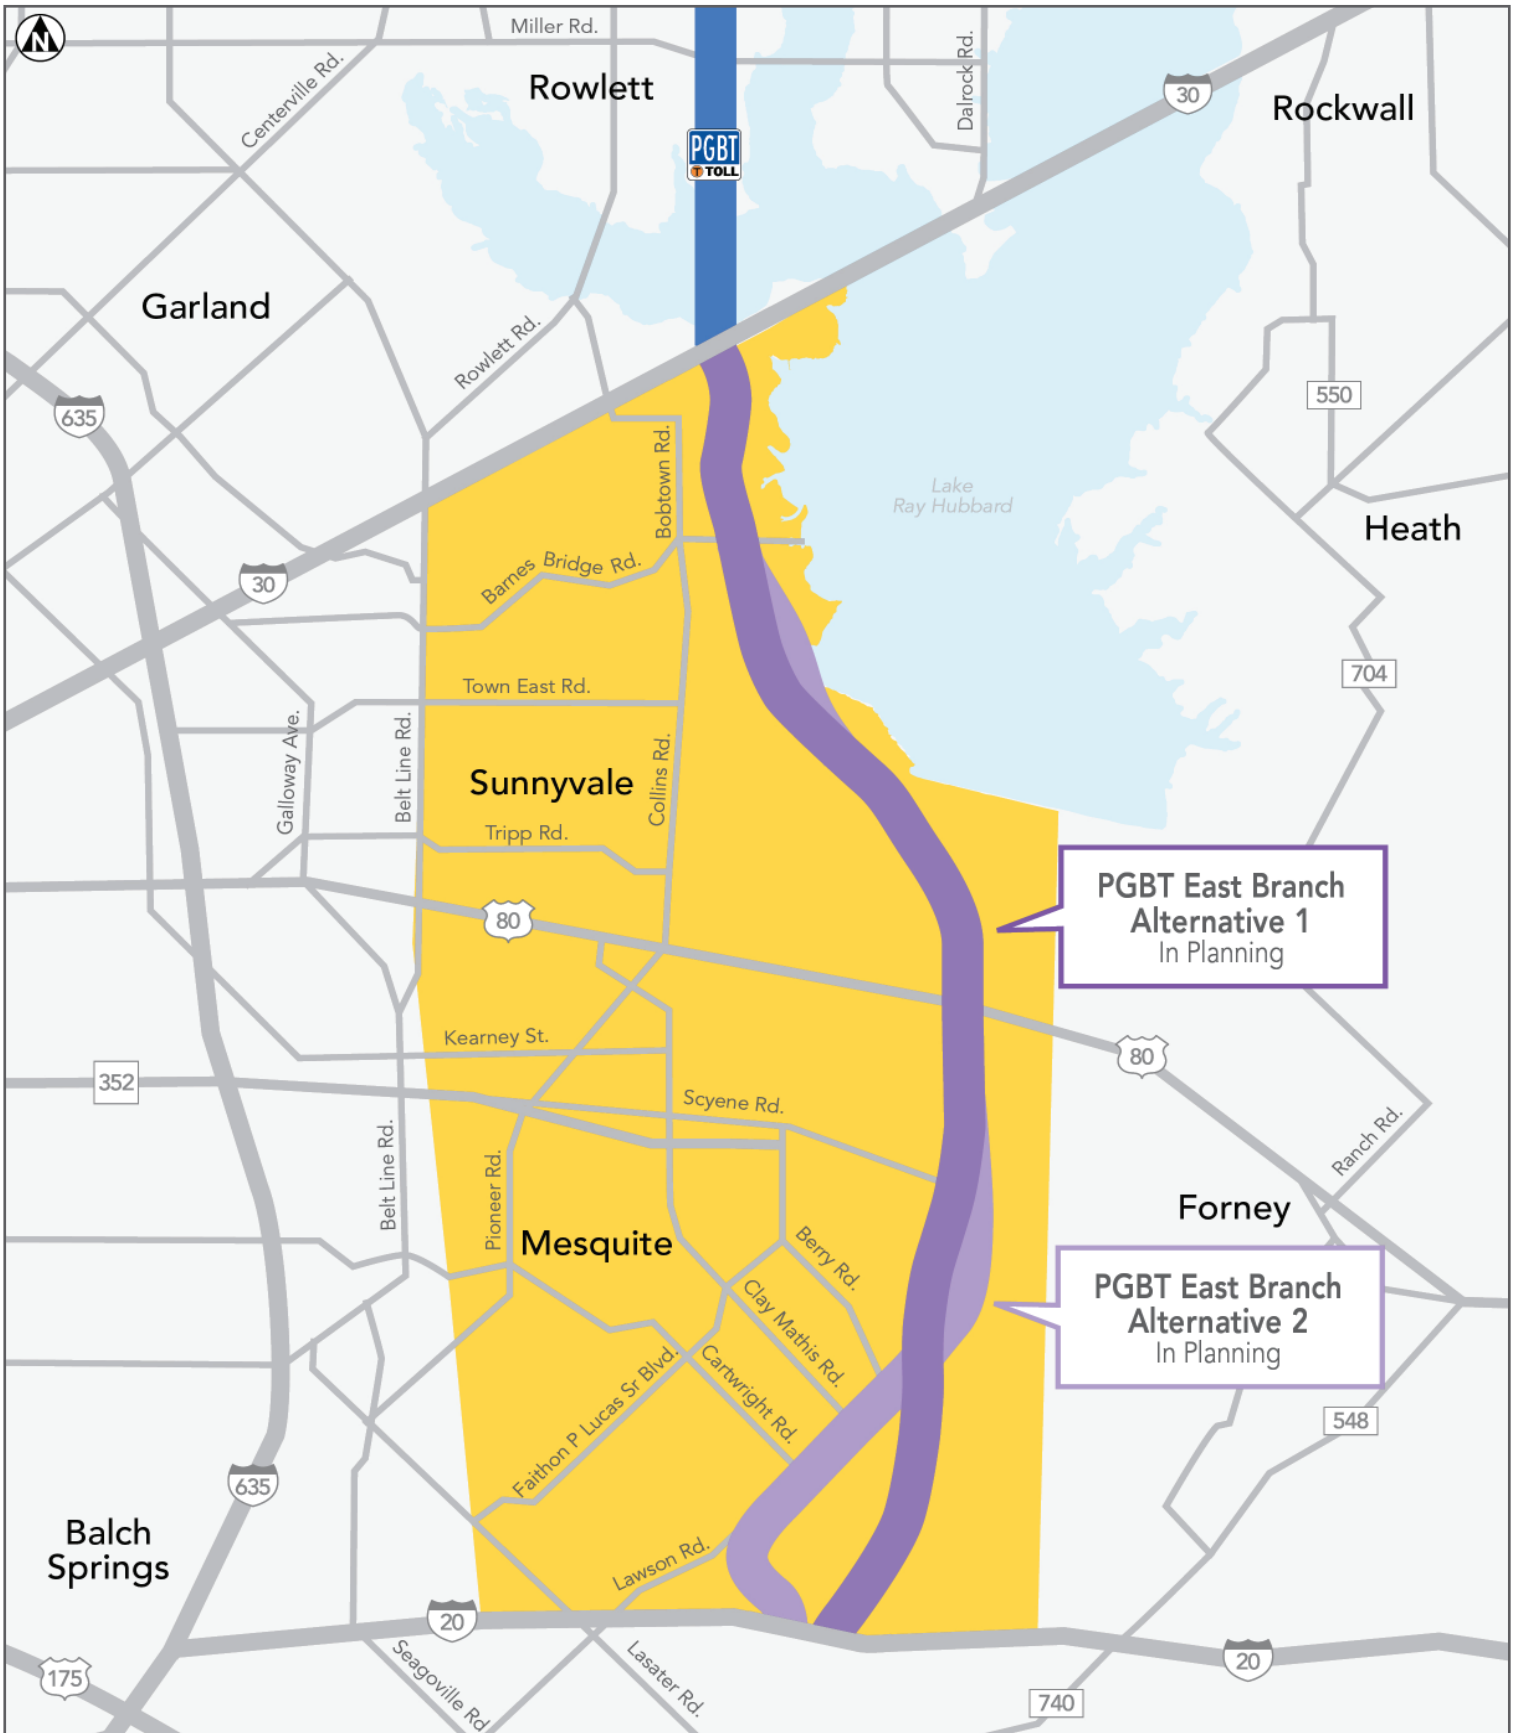 N
Miller Rd.
Centerville Rd.
Rowlett
Dalrock Rd.
30
Rockwall
PGBT
T TOLL
Garland
Rowlett Rd.
635
550
Bobtown Rd.
Lake
Ray Hubbard
Heath
30
Barnes Bridge Rd.
Town East Rd.
704
Galloway Ave.
Belt Line Rd.
Sunnyvale
Collins Rd.
Tripp Rd.
PGBT East Branch
Alternative 1
In Planning
80
Kearney St.
80
352
Scyene Rd.
Ranch Rd.
Belt Line Rd.
Pioneer Rd.
Mesquite
Berry Rd.
Forney
Clay Mathis Rd.
PGBT East Branch
Alternative 2
In Planning
Faithon P Lucas Sr Blvd.
Cartwright Rd.
548
635
Balch
Springs
Lawson Rd.
20
Seagoville Rd
Lasater Rd.
20
175
740